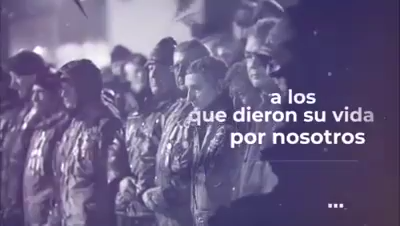 a los
que dieron su vida
por nosotros
...